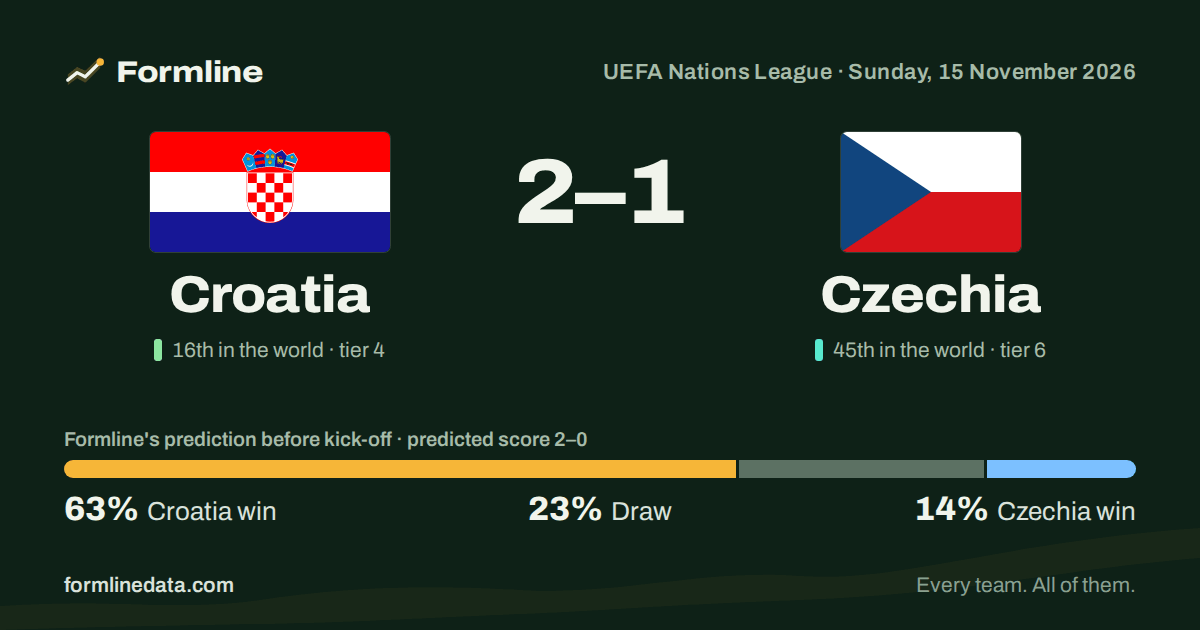 Formline
UEFA Nations League · Sunday, 15 November 2026
2–1
Croatia
Czechia
16th in the world · tier 4
45th in the world · tier 6
Formline's prediction before kick-off · predicted score 2–0
63% Croatia win
23% Draw
14% Czechia win
formlinedata.com
Every team. All of them.